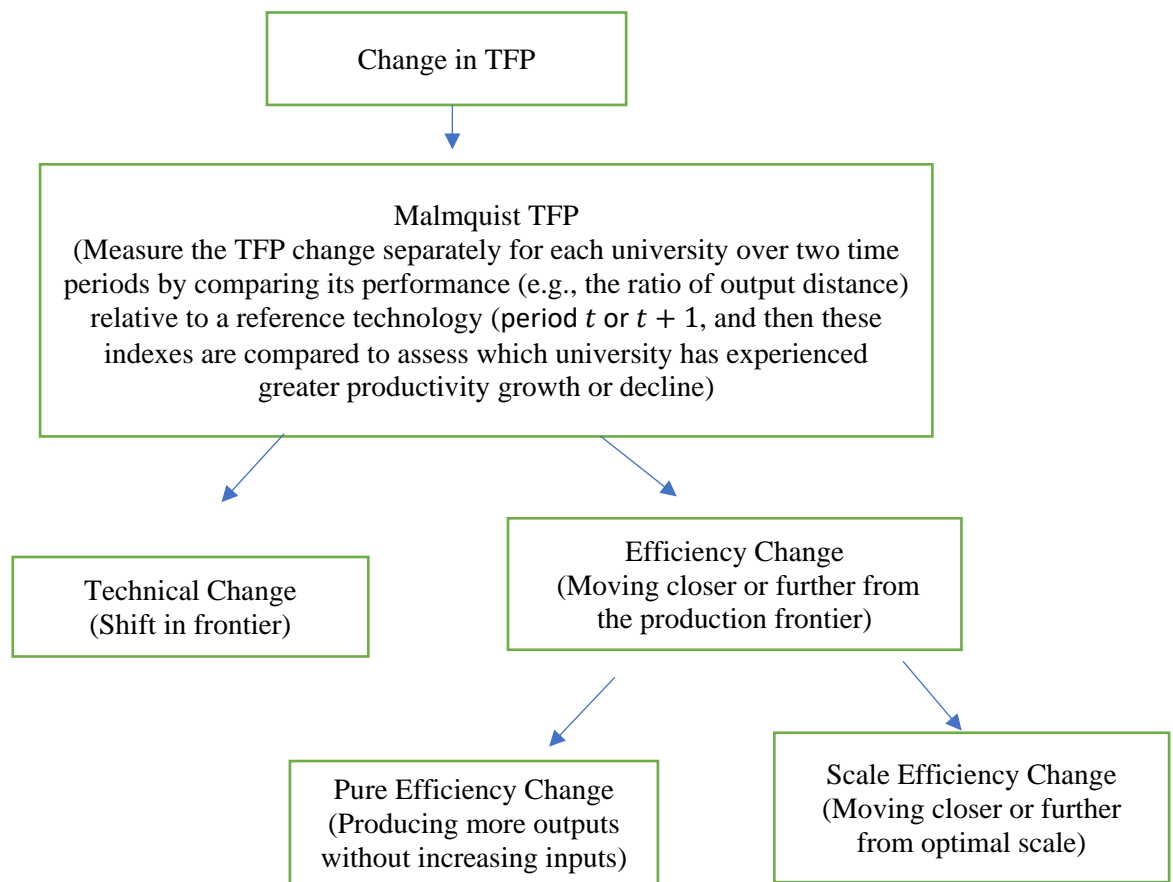 Change in TFP
Malmquist TFP
(Measure the TFP change separately for each university over two time
periods by comparing its performance (e.g., the ratio of output distance)
relative to a reference technology (period t or t + 1, and then these
indexes are compared to assess which university has experienced
greater productivity growth or decline)
Technical Change
(Shift in frontier)
Efficiency Change
(Moving closer or further from
the production frontier)
Pure Efficiency Change
(Producing more outputs
without increasing inputs)
Scale Efficiency Change
(Moving closer or further
from optimal scale)